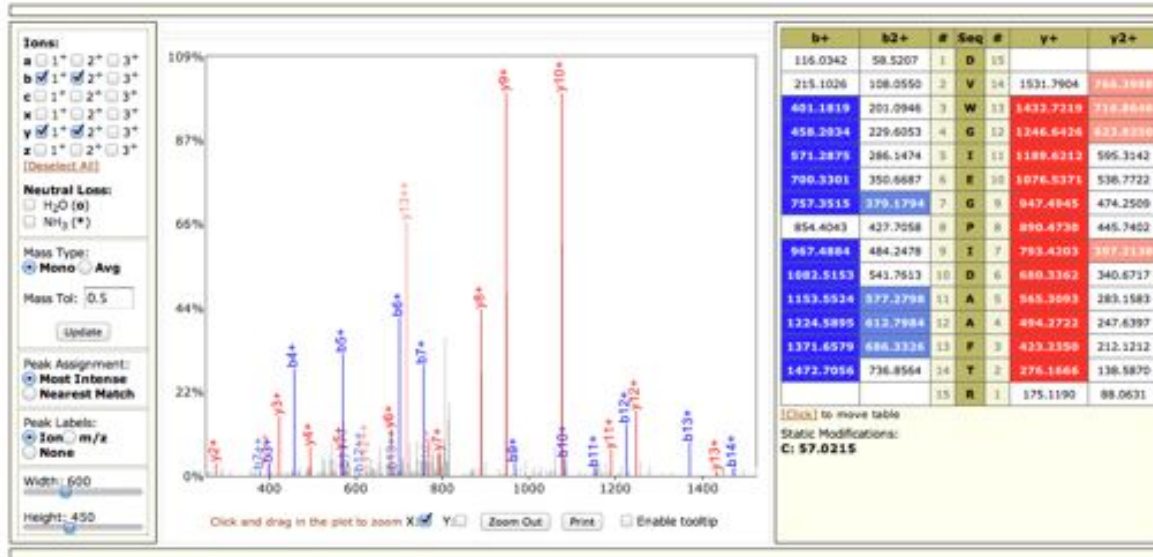 Ions:
a 1+ 2+ 3+
b 1+ 2+ 3+
c 1+ 2+ 3+
x 1+ 2+ 3+
y 1+ 2+ 3+
z 1+ 2+ 3+
[Deselect All]
Neutral Loss:
H2O (o)
NH3 (*)
Mass Type:
Mono Avg
Mass Tol: 0.5
Update
Peak Assignment:
Most Intense
Nearest Match
Peak Labels:
Ion m/z
None
Width: 600
Height: 450
109%
87%
66%
44%
22%
0%
y2+
b3+
y3+
b4+
y4+
b5+
y5+
y6+
b6+
y13++
b7+
y7+
y8+
y9+
b9+
y10+
b10+
b11+
y11+
b12+
y12+
b13+
y13+
b14+
400 600 800 1000 1200 1400
Click and drag in the plot to zoom X: Y: Zoom Out Print Enable tooltip
b+ b2+ # Seq # y+ y2+
116.0342 58.5207 1 D 15
215.1026 108.0550 2 V 14 1531.7904
401.1819 201.0946 3 W 13 1432.7219
458.2034 229.6053 4 G 12 1246.6426
571.2875 286.1474 5 I 11 1189.6212 595.3142
700.3301 350.6687 6 E 10 1076.5371 538.7722
757.3515 379.1794 7 G 9 947.4945 474.2509
854.4043 427.7058 8 P 8 890.4730 445.7402
967.4884 484.2478 9 I 7 793.4203
1082.5153 541.7613 10 D 6 680.3362 340.6717
1153.5524 577.2798 11 A 5 565.3093 283.1583
1224.5895 612.7984 12 A 4 494.2722 247.6397
1371.6579 686.3326 13 F 3 423.2350 212.1212
1472.7056 736.8564 14 T 2 276.1666 138.5870
15 R 1 175.1190 88.0631
[Click] to move table
Static Modifications:
C: 57.0215